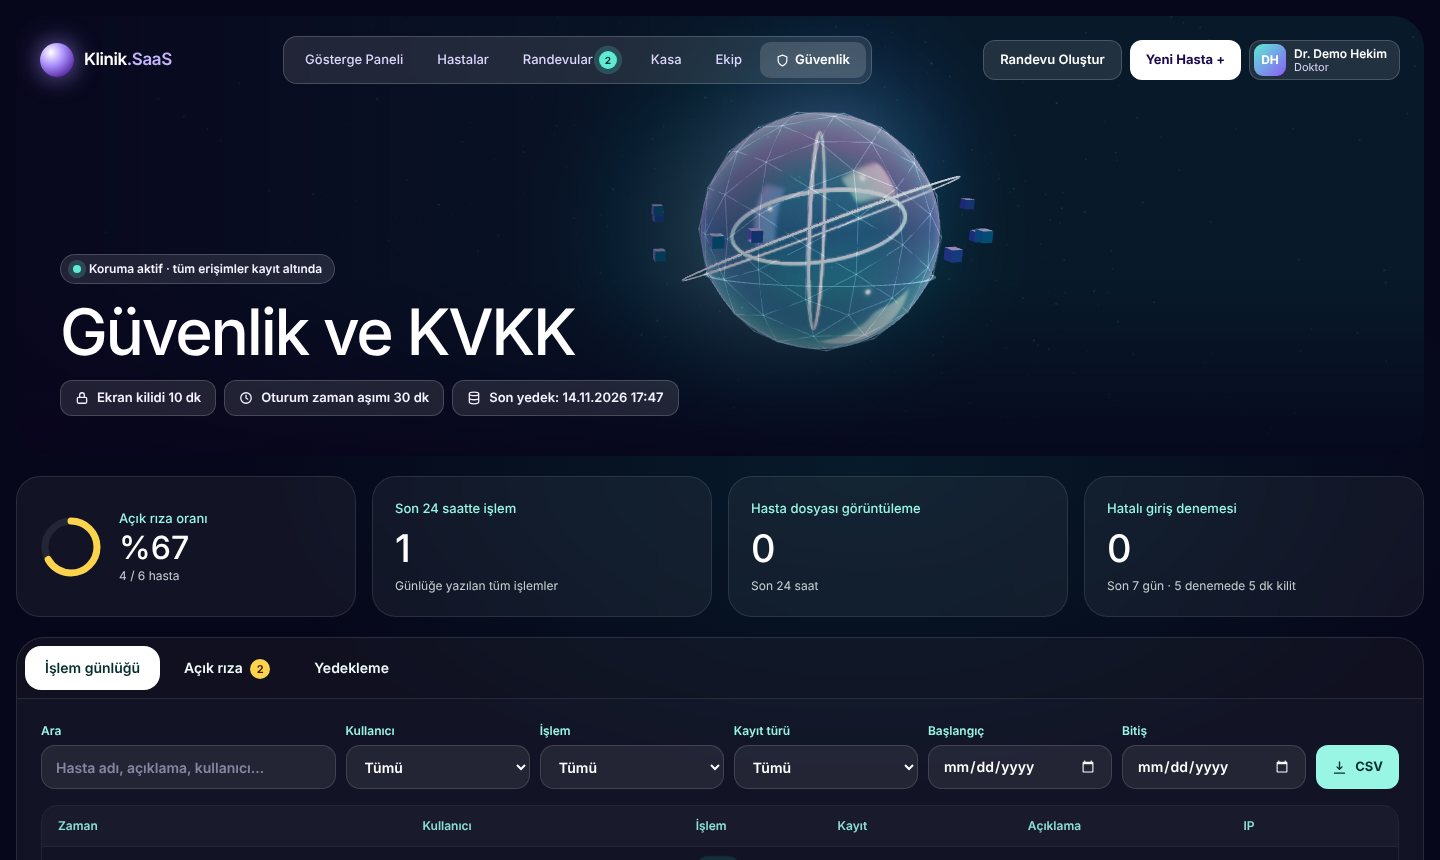 Klinik.SaaS
Gösterge Paneli
Hastalar
Randevular 2
Kasa
Ekip
Güvenlik
Randevu Oluştur
Yeni Hasta +
DH
Dr. Demo Hekim
Doktor
Koruma aktif · tüm erişimler kayıt altında
Güvenlik ve KVKK
Ekran kilidi 10 dk
Oturum zaman aşımı 30 dk
Son yedek: 14.11.2026 17:47
Açık rıza oranı
%67
4 / 6 hasta
Son 24 saatte işlem
1
Günlüğe yazılan tüm işlemler
Hasta dosyası görüntüleme
0
Son 24 saat
Hatalı giriş denemesi
0
Son 7 gün · 5 denemede 5 dk kilit
İşlem günlüğü
Açık rıza 2
Yedekleme
Ara
Hasta adı, açıklama, kullanıcı...
Kullanıcı
Tümü
İşlem
Tümü
Kayıt türü
Tümü
Başlangıç
mm/dd/yyyy
Bitiş
mm/dd/yyyy
CSV
Zaman
Kullanıcı
İşlem
Kayıt
Açıklama
IP